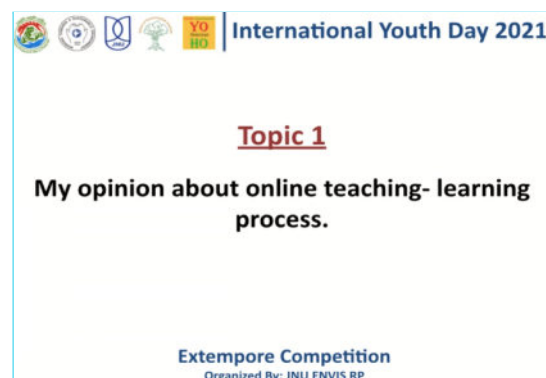 YO HO
International Youth Day 2021
Topic 1
My opinion about online teaching- learning
process.
Extempore Competition
Organized By: JNU ENVIS RP